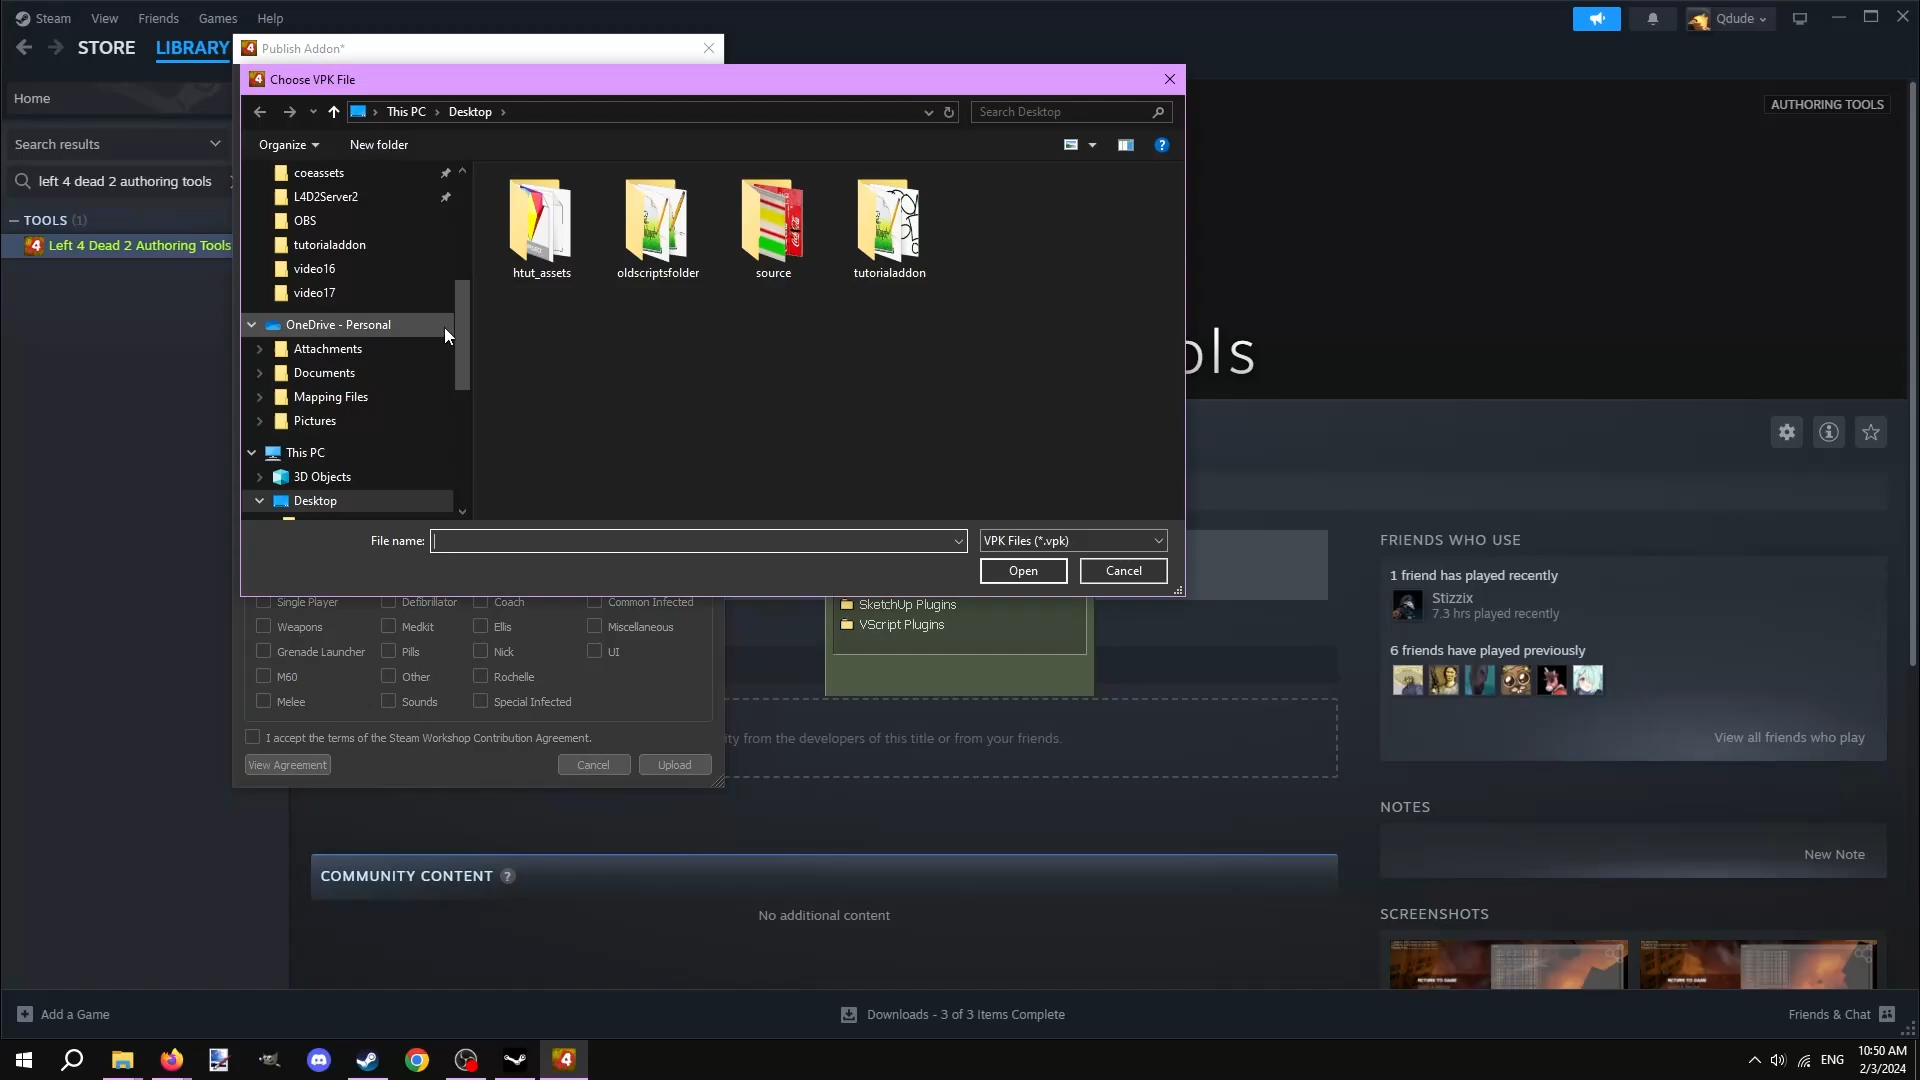 Steam View Friends Games Help
Qdude
STORE LIBRARY
Publish Addon*
Choose VPK File
Home
AUTHORING TOOLS
This PC Desktop
Search Desktop
Search results
Organize New folder
left 4 dead 2 authoring tools
TOOLS (1)
Left 4 Dead 2 Authoring Tools
coeassets
L4D2Server2
OBS
tutorialaddon
video16
video17
OneDrive - Personal
Attachments
Documents
Mapping Files
Pictures
This PC
3D Objects
Desktop
htut_assets
oldscriptsfolder
source
tutorialaddon
ols
File name:
VPK Files (*.vpk)
Open Cancel
Single Player Defibrillator Coach Common Infected
Weapons Medkit Ellis Miscellaneous
Grenade Launcher Pills Nick UI
M60 Other Rochelle
Melee Sounds Special Infected
I accept the terms of the Steam Workshop Contribution Agreement.
View Agreement Cancel Upload
SketchUp Plugins
VScript Plugins
ity from the developers of this title or from your friends.
COMMUNITY CONTENT ?
No additional content
FRIENDS WHO USE
1 friend has played recently
Stizzix
7.3 hrs played recently
6 friends have played previously
View all friends who play
NOTES
New Note
SCREENSHOTS
Add a Game
Downloads - 3 of 3 Items Complete
Friends & Chat
ENG
10:50 AM
2/3/2024